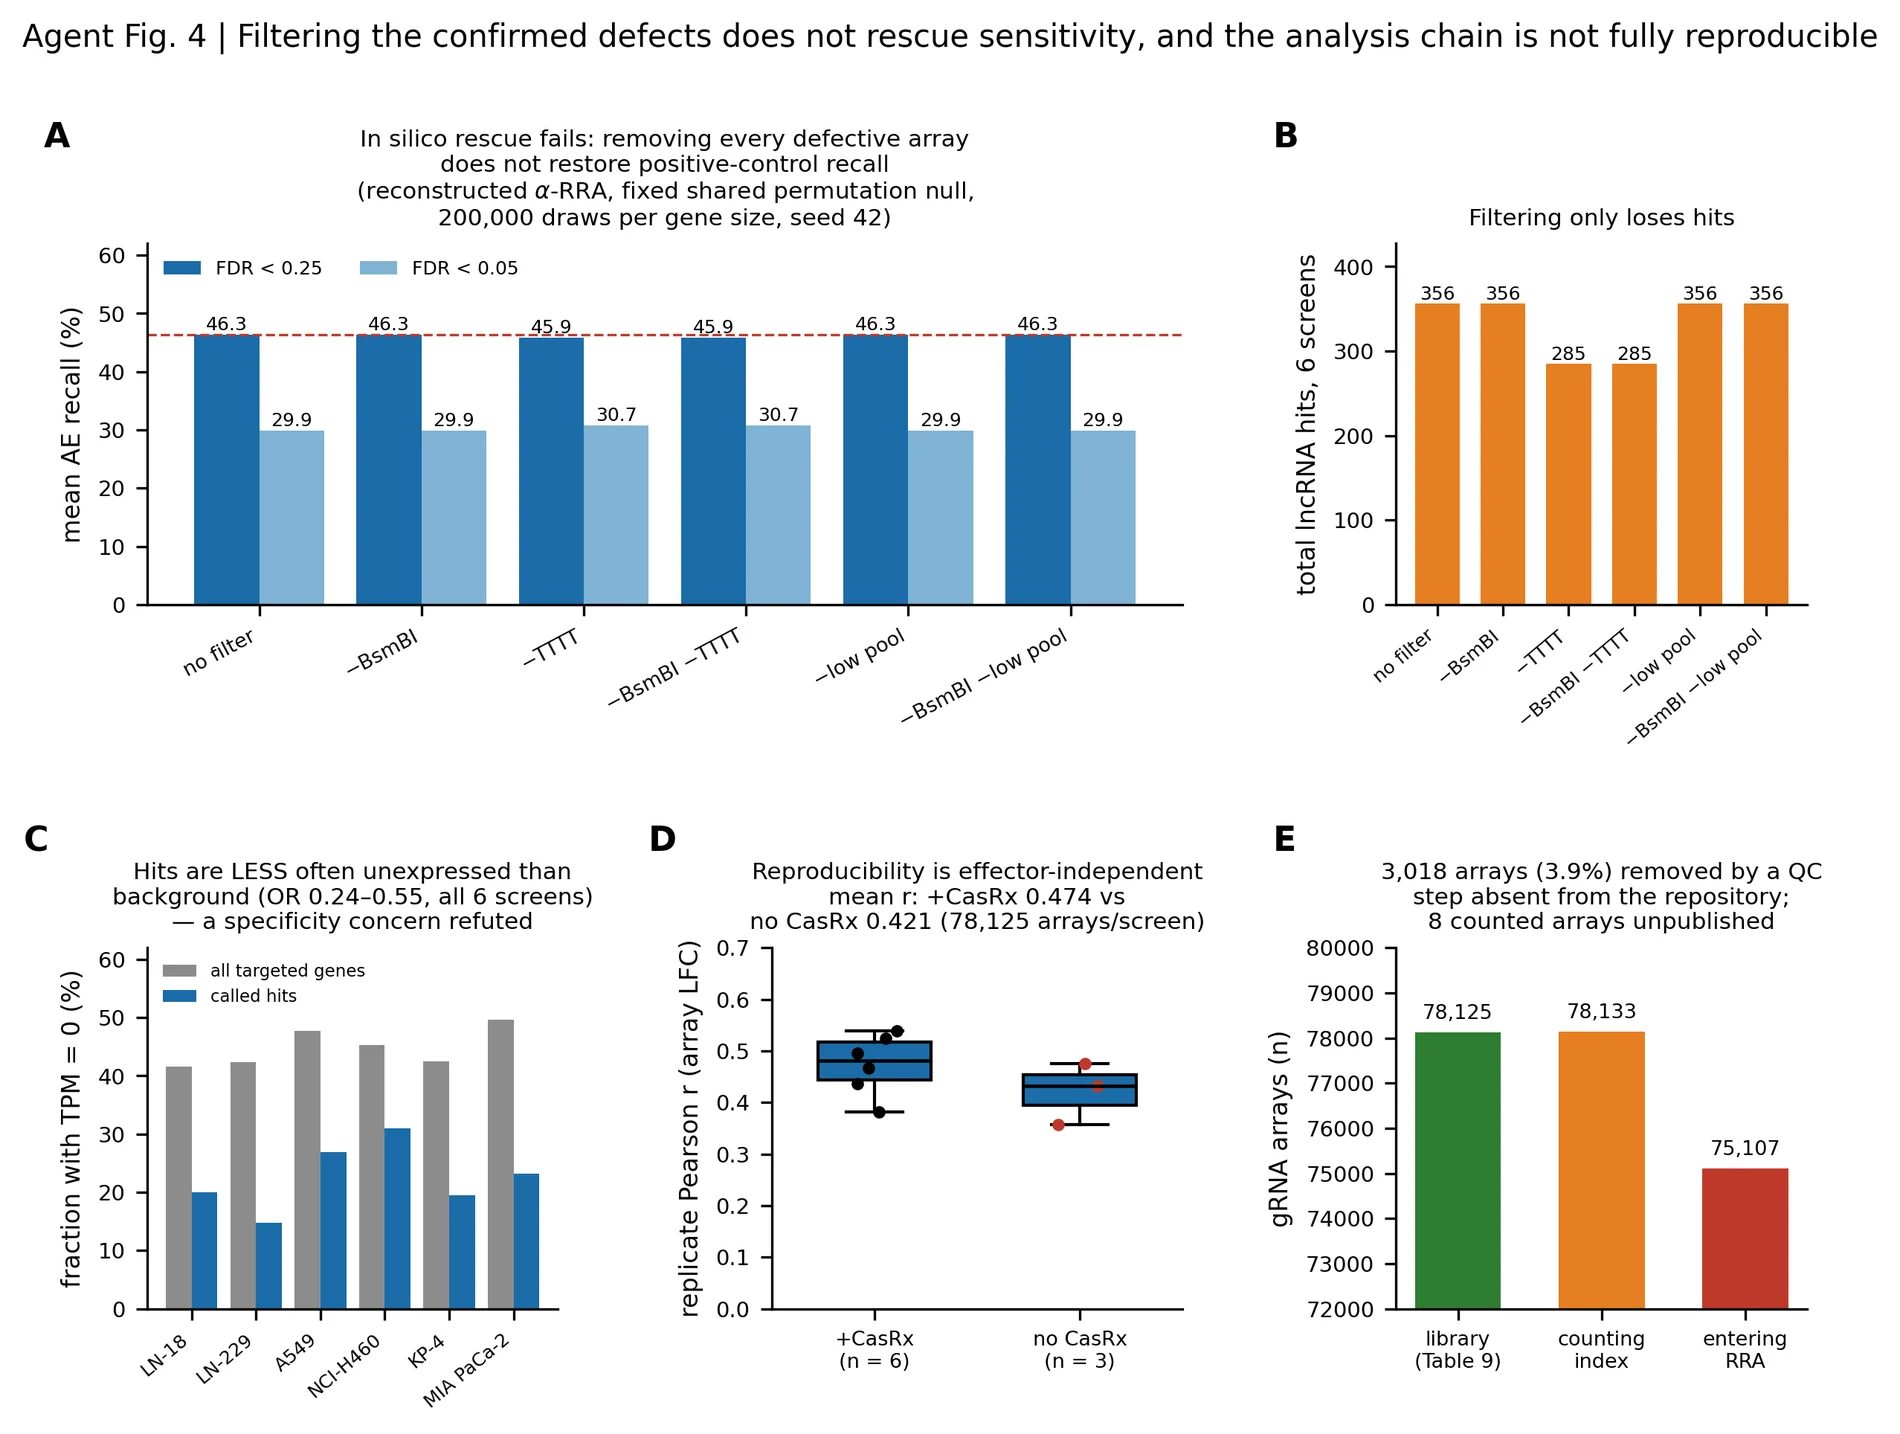 Agent Fig. 4 | Filtering the confirmed defects does not rescue sensitivity, and the analysis chain is not fully reproducible
A
In silico rescue fails: removing every defective array
does not restore positive-control recall
(reconstructed α-RRA, fixed shared permutation null,
200,000 draws per gene size, seed 42)
FDR < 0.25
FDR < 0.05
mean AE recall (%)
60
50
40
30
20
10
0
46.3
29.9
46.3
29.9
45.9
30.7
45.9
30.7
46.3
29.9
46.3
29.9
no filter
−BsmBI
−TTTT
−BsmBI −TTTT
−low pool
−BsmBI −low pool
B
Filtering only loses hits
total lncRNA hits, 6 screens
400
300
200
100
0
356
356
285
285
356
356
no filter
−BsmBI
−TTTT
−BsmBI −TTTT
−low pool
−BsmBI −low pool
C
Hits are LESS often unexpressed than
background (OR 0.24–0.55, all 6 screens)
— a specificity concern refuted
all targeted genes
called hits
fraction with TPM = 0 (%)
60
50
40
30
20
10
0
LN-18
LN-229
A549
NCI-H460
KP-4
MIA PaCa-2
D
Reproducibility is effector-independent
mean r: +CasRx 0.474 vs
no CasRx 0.421 (78,125 arrays/screen)
replicate Pearson r (array LFC)
0.7
0.6
0.5
0.4
0.3
0.2
0.1
0.0
+CasRx
(n = 6)
no CasRx
(n = 3)
E
3,018 arrays (3.9%) removed by a QC
step absent from the repository;
8 counted arrays unpublished
gRNA arrays (n)
80000
79000
78000
77000
76000
75000
74000
73000
72000
78,125
78,133
75,107
library
(Table 9)
counting
index
entering
RRA